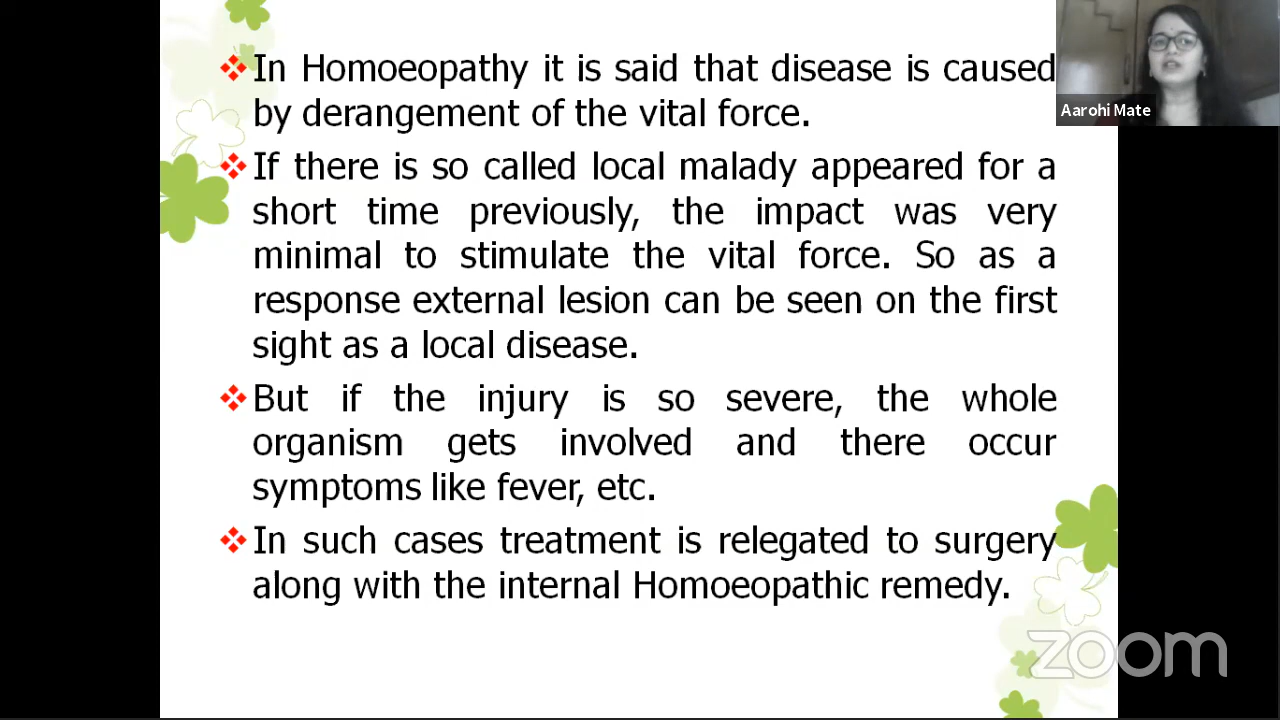 In Homoeopathy it is said that disease is caused
by derangement of the vital force.
If there is so called local malady appeared for a
short time previously, the impact was very
minimal to stimulate the vital force. So as a
response external lesion can be seen on the first
sight as a local disease.
But if the injury is so severe, the whole
organism gets involved and there occur
symptoms like fever, etc.
In such cases treatment is relegated to surgery
along with the internal Homoeopathic remedy.
Aarohi Mate
zoom